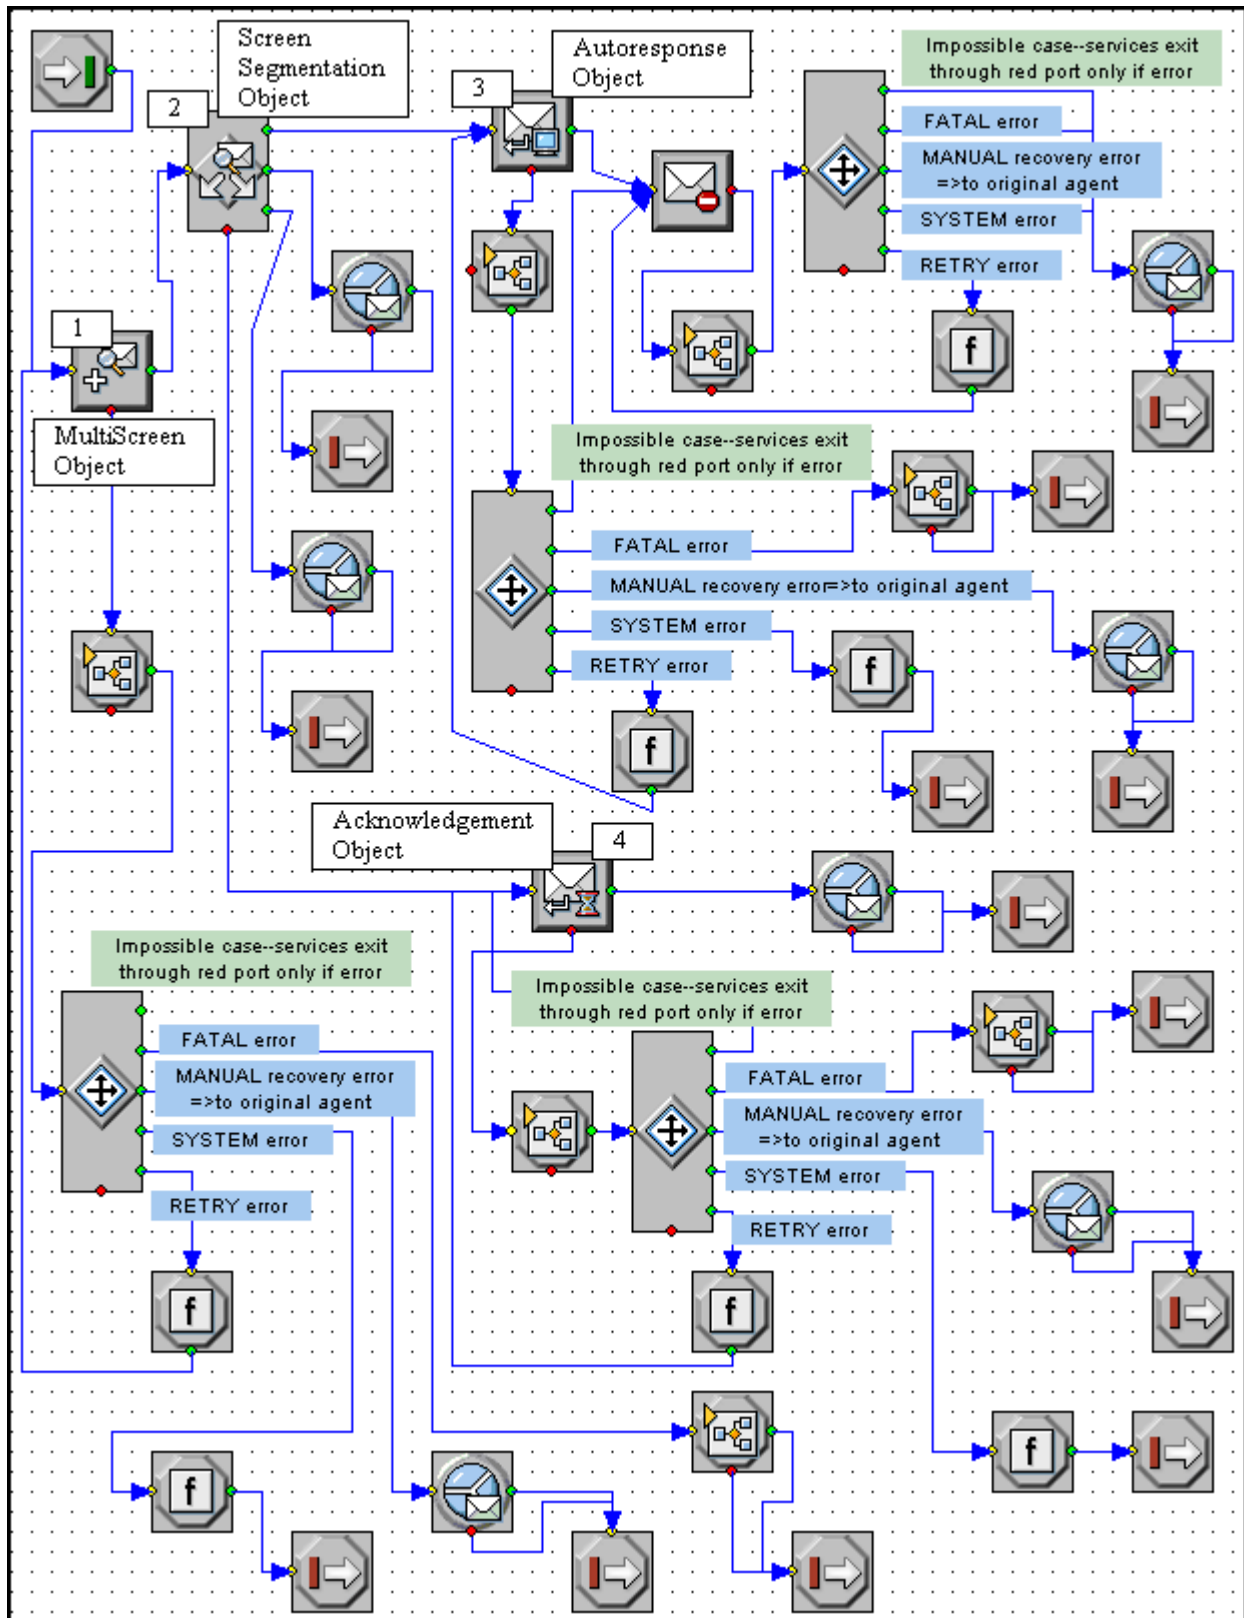 Screen
Segmentation
Object
2
3
Autoresponse
Object
Impossible case--services exit
through red port only if error
FATAL error
MANUAL recovery error
=>to original agent
SYSTEM error
RETRY error
f
1
MultiScreen
Object
Impossible case--services exit
through red port only if error
FATAL error
MANUAL recovery error=>to original agent
SYSTEM error
RETRY error
f
f
Acknowledgement
Object
4
Impossible case--services exit
through red port only if error
FATAL error
MANUAL recovery error
=>to original agent
SYSTEM error
RETRY error
f
Impossible case--services exit
through red port only if error
FATAL error
MANUAL recovery error
=>to original agent
SYSTEM error
RETRY error
f
f
f